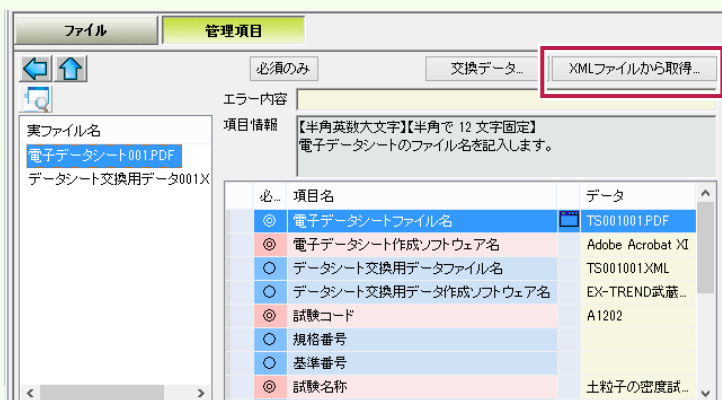 ファイル 管理項目
必須のみ 交換データ... XMLファイルから取得...
エラー内容
実ファイル名
電子データシート001.PDF
データシート交換用データ001X
項目情報 【半角英数大文字】【半角で 12 文字固定】
電子データシートのファイル名を記入します。
必... 項目名 データ
◎ 電子データシートファイル名 TS001001.PDF
◎ 電子データシート作成ソフトウェア名 Adobe Acrobat XI
○ データシート交換用データファイル名 TS001001.XML
○ データシート交換用データ作成ソフトウェア名 EX-TREND武蔵...
◎ 試験コード A1202
○ 規格番号
○ 基準番号
◎ 試験名称 土粒子の密度試...